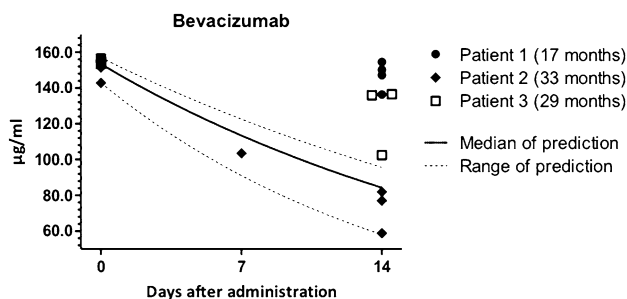 Bevacizumab
160.0
140.0
120.0
100.0
80.0
60.0
µg/ml
0
7
14
Days after administration
Patient 1 (17 months)
Patient 2 (33 months)
Patient 3 (29 months)
Median of prediction
Range of prediction